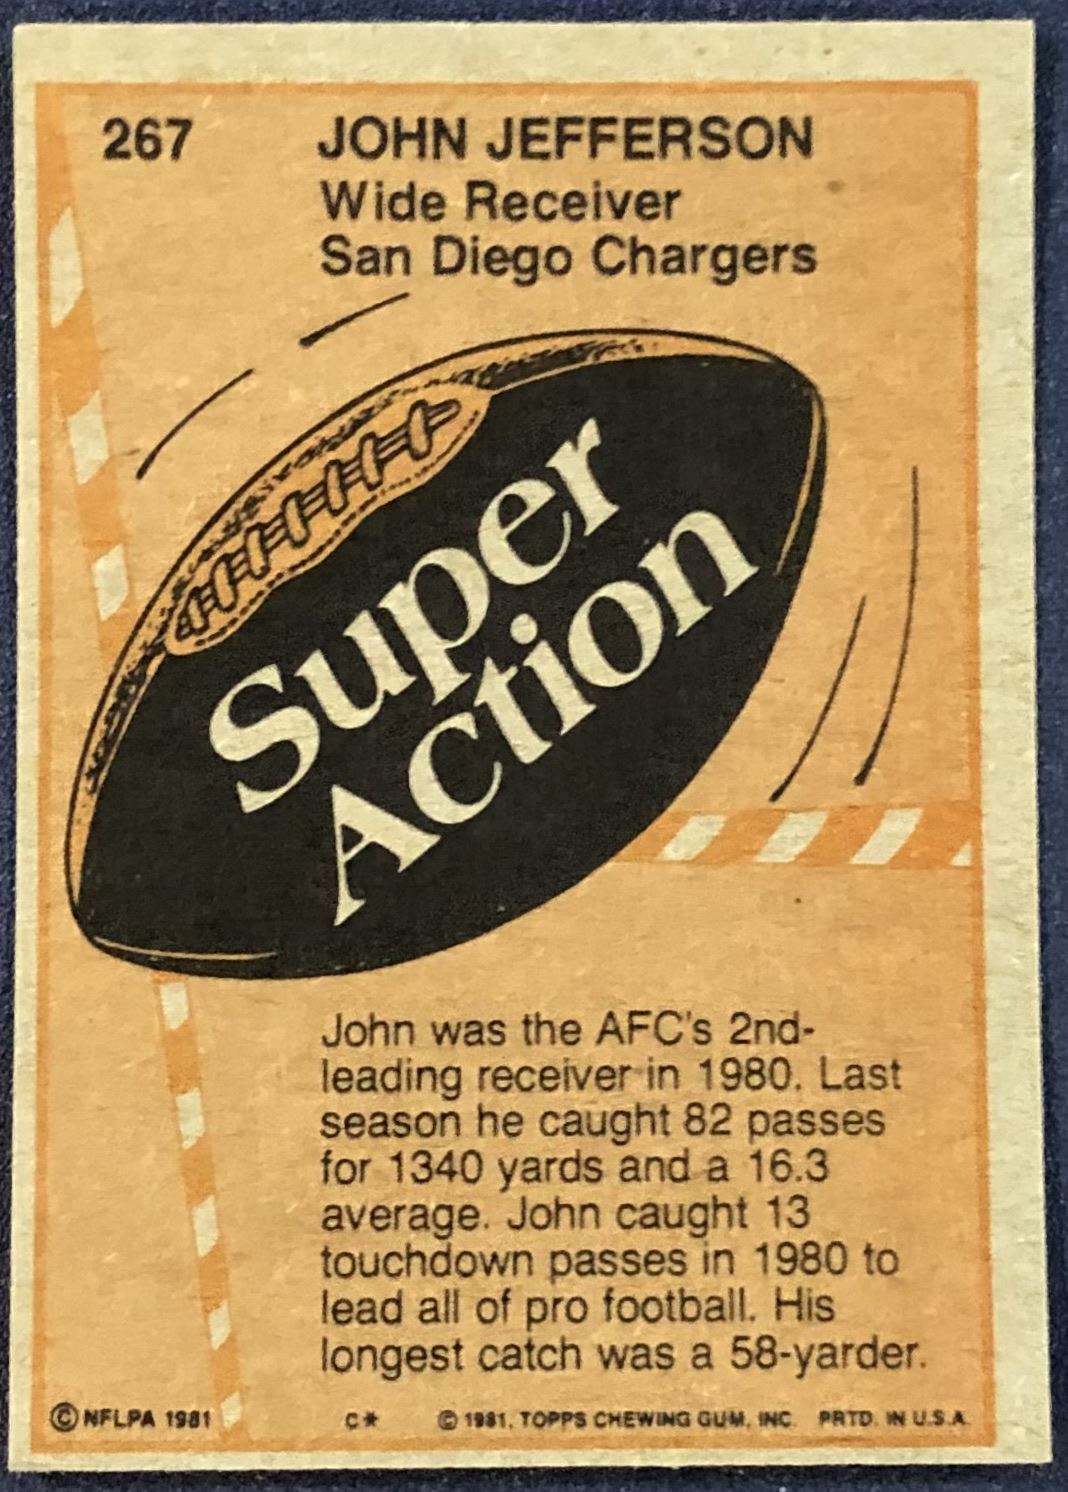 267 JOHN JEFFERSON
Wide Receiver
San Diego Chargers
Super
Action
John was the AFC's 2nd-
leading receiver in 1980. Last
season he caught 82 passes
for 1340 yards and a 16.3
average. John caught 13
touchdown passes in 1980 to
lead all of pro football. His
longest catch was a 58-yarder.
© NFLPA 1981 C* © 1981, TOPPS CHEWING GUM, INC. PRTD. IN U.S.A.